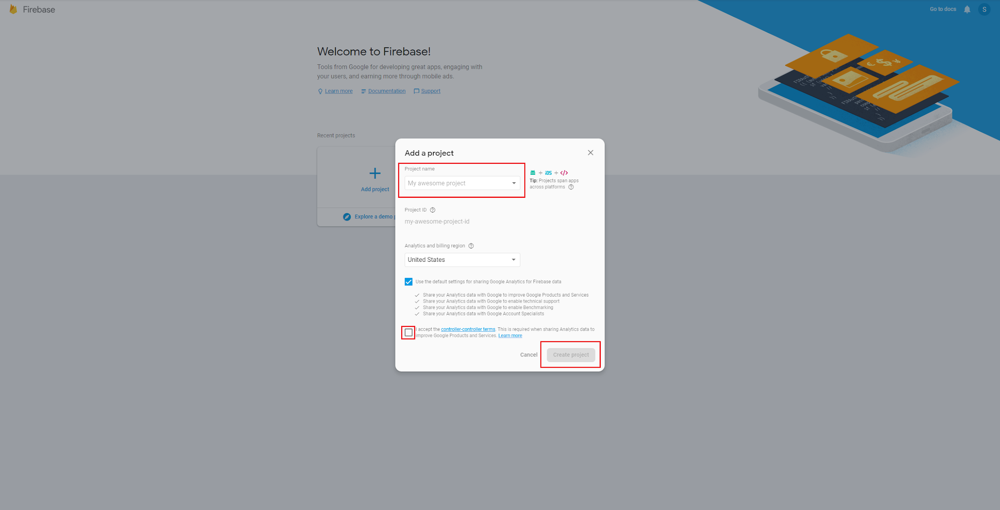 Firebase
Go to docs
S
Welcome to Firebase!
Tools from Google for developing great apps, engaging with
your users, and earning more through mobile ads.
Learn more
Documentation
Support
Recent projects
Add project
Explore a demo
Add a project
Project name
My awesome project
+ iOS + </>
Tip: Projects span apps
across platforms
Project ID
my-awesome-project-id
Analytics and billing region
United States
Use the default settings for sharing Google Analytics for Firebase data
Share your Analytics data with Google to improve Google Products and Services
Share your Analytics data with Google to enable technical support
Share your Analytics data with Google to enable Benchmarking
Share your Analytics data with Google Account Specialists
I accept the controller-controller terms. This is required when sharing Analytics data to
improve Google Products and Services. Learn more
Cancel
Create project